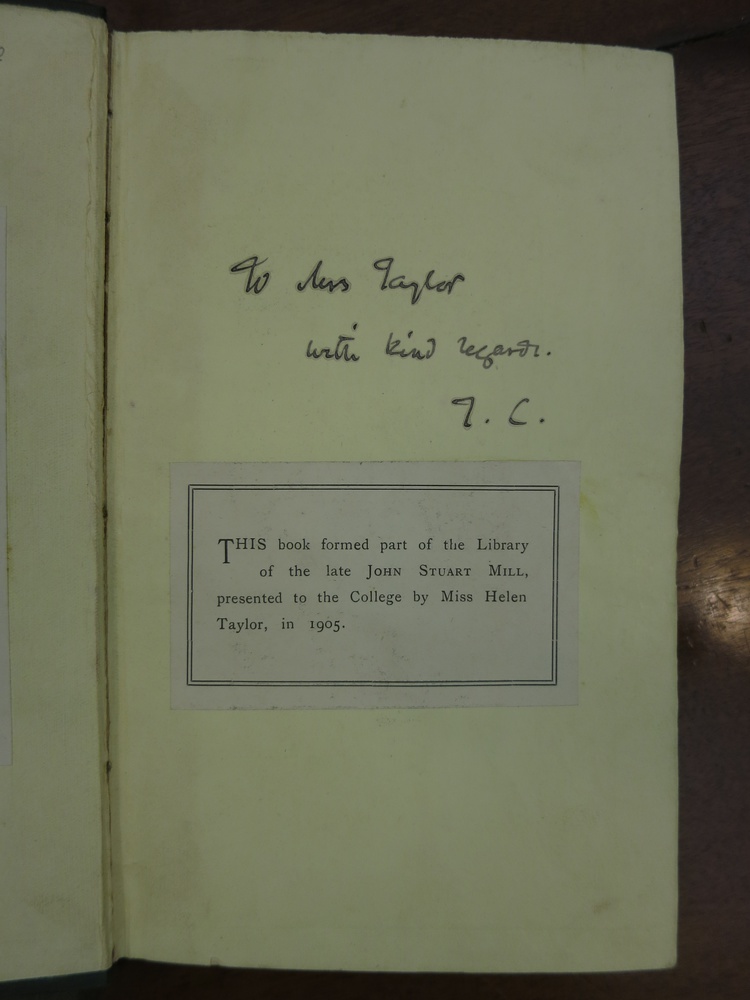 To Miss Taylor
with kind regards.
T. C.
THIS book formed part of the Library
of the late JOHN STUART MILL,
presented to the College by Miss Helen
Taylor, in 1905.